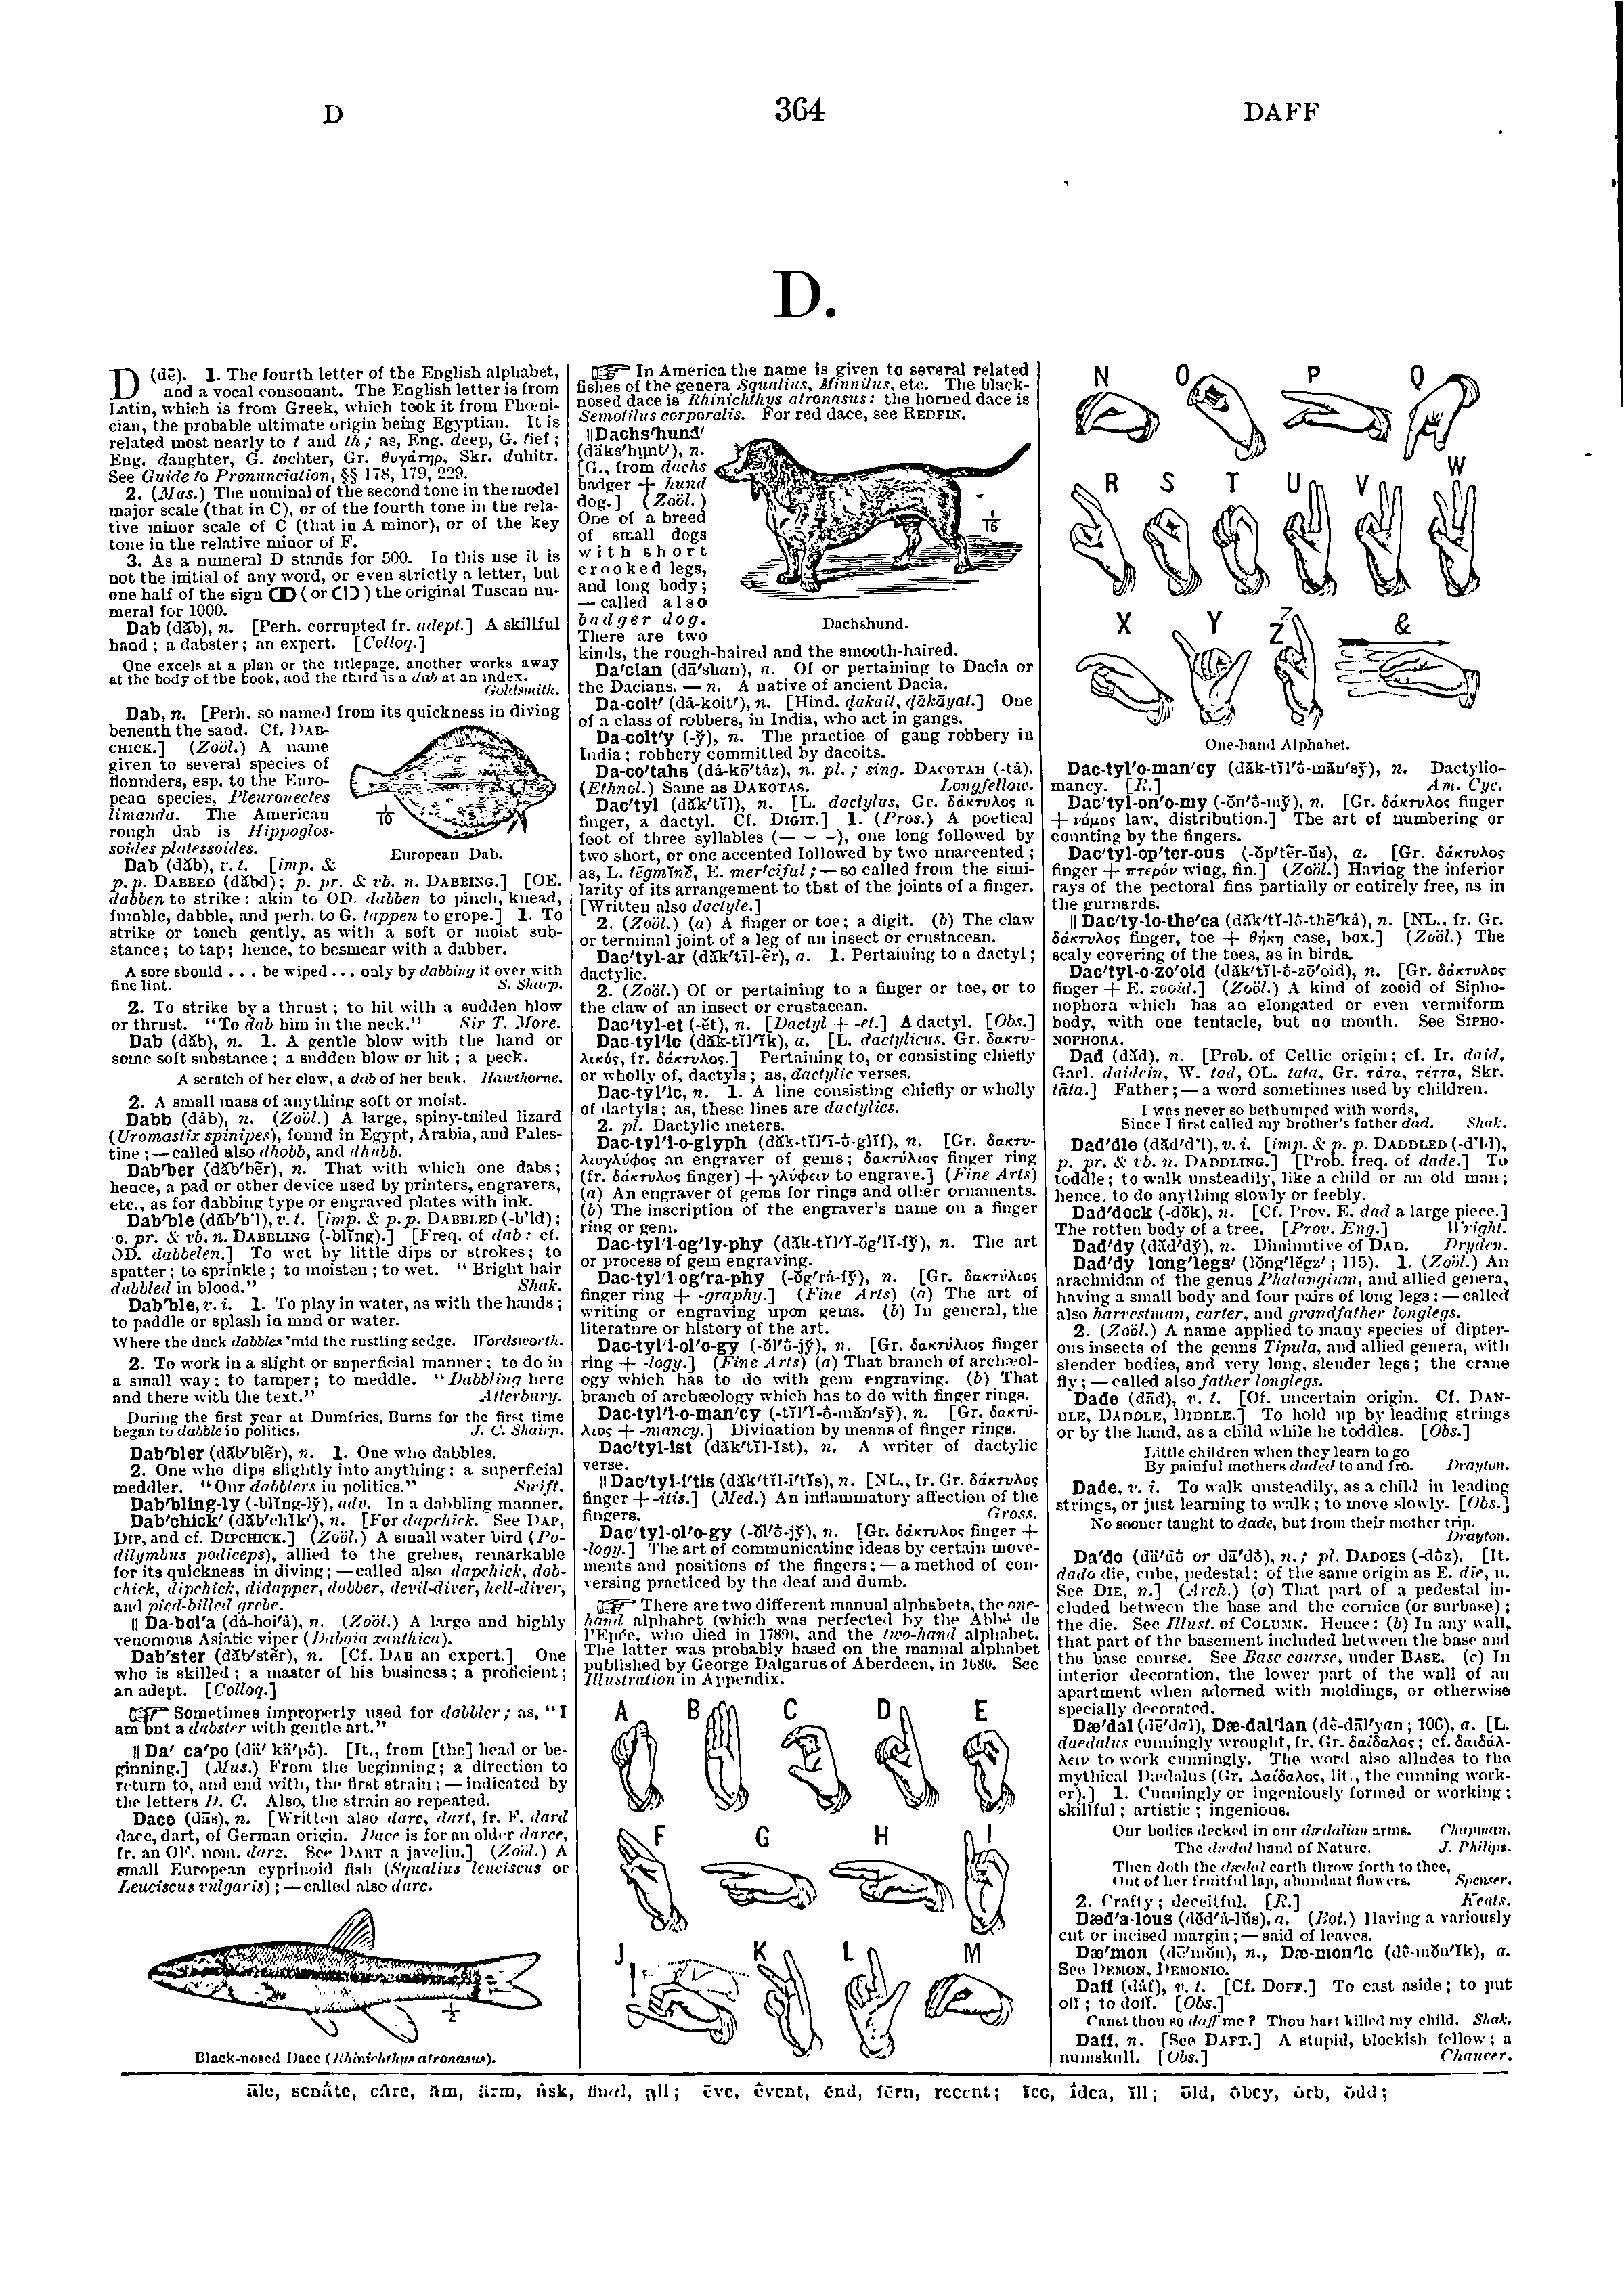 D
364
DAFF
D.
D (dē). 1. The fourth letter of the English alphabet,
and a vocal consonant. The English letter is from
Latin, which is from Greek, which took it from Phœni-
cian, the probable ultimate origin being Egyptian. It is
related most nearly to t and th; as, Eng. deep, G. tief;
Eng. daughter, G. tochter, Gr. θυγάτηρ, Skr. duhitr.
See Guide to Pronunciation, §§ 178, 179, 229.
2. (Mus.) The nominal of the second tone in the model
major scale (that in C), or of the fourth tone in the rela-
tive minor scale of C (that in A minor), or of the key
tone in the relative minor of F.
3. As a numeral D stands for 500. In this use it is
not the initial of any word, or even strictly a letter, but
one half of the sign ↀ (or CIↃ) the original Tuscan nu-
meral for 1000.
Dab (dăb), n. [Perh. corrupted fr. adept.] A skillful
hand; a dabster; an expert. [Colloq.]
One excels at a plan or the titlepage, another works away
at the body of the book, and the third is a dab at an index.
Goldsmith.
Dab, n. [Perh. so named from its quickness in diving
beneath the sand. Cf. DAB-
CHICK.] (Zoöl.) A name
given to several species of
flounders, esp. to the Euro-
pean species, Pleuronectes
limanda. The American
rough dab is Hippoglos-
soides platessoides.
1/10
European Dab.
Dab (dăb), v. t. [imp. &
p. p. DABBED (dăbd); p. pr. & vb. n. DABBING.] [OE.
dabben to strike; akin to OD. dabben to pinch, knead,
fumble, dabble, and perh. to G. tappen to grope.] 1. To
strike or touch gently, as with a soft or moist sub-
stance; to tap; hence, to besmear with a dabber.
A sore should . . . be wiped . . . only by dabbing it over with
fine lint. S. Sharp.
2. To strike by a thrust; to hit with a sudden blow
or thrust. “To dab him in the neck.” Sir T. More.
Dab (dăb), n. 1. A gentle blow with the hand or
some soft substance; a sudden blow or hit; a peck.
A scratch of her claw, a dab of her beak. Hawthorne.
2. A small mass of anything soft or moist.
Dabb (dăb), n. (Zoöl.) A large, spiny-tailed lizard
(Uromastix spinipes), found in Egypt, Arabia, and Pales-
tine; — called also dhobb, and dhubb.
Dab′ber (dăb′bẽr), n. That with which one dabs;
hence, a pad or other device used by printers, engravers,
etc., as for dabbing type or engraved plates with ink.
Dab′ble (dăb′b'l), v. t. [imp. & p. p. DABBLED (-b'ld);
p. pr. & vb. n. DABBLING (-blĭng).] [Freq. of dab: cf.
OD. dabbelen.] To wet by little dips or strokes; to
spatter; to sprinkle; to moisten; to wet. “Bright hair
dabbled in blood.” Shak.
Dab′ble, v. i. 1. To play in water, as with the hands;
to paddle or splash in mud or water.
Where the duck dabbles 'mid the rustling sedge. Wordsworth.
2. To work in a slight or superficial manner; to do in
a small way; to tamper; to meddle. “Dabbling here
and there with the text.” Atterbury.
During the first year at Dumfries, Burns for the first time
began to dabble in politics. J. C. Shairp.
Dab′bler (dăb′blẽr), n. 1. One who dabbles.
2. One who dips slightly into anything; a superficial
meddler. “Our dabblers in politics.” Swift.
Dab′bling-ly (-blĭng-lȳ), adv. In a dabbling manner.
Dab′chick′ (dăb′chĭk′), n. [For dapchick. See DAP,
DIP, and cf. DIPCHICK.] (Zoöl.) A small water bird (Po-
dilymbus podiceps), allied to the grebes, remarkable
for its quickness in diving; — called also dapchick, dob-
chick, dipchick, didapper, dobber, devil-diver, hell-diver,
and pied-billed grebe.
‖ Da-boi′a (dȧ-boi′ȧ), n. (Zoöl.) A large and highly
venomous Asiatic viper (Daboia xanthica).
Dab′ster (dăb′stẽr), n. [Cf. DAB an expert.] One
who is skilled; a master of his business; a proficient;
an adept. [Colloq.]
☞ Sometimes improperly used for dabbler; as, “I
am but a dabster with gentle art.”
‖ Da′ ca′po (dä′ kä′pô). [It., from [the] head or be-
ginning.] (Mus.) From the beginning; a direction to
return to, and end with, the first strain; — indicated by
the letters D. C. Also, the strain so repeated.
Dace (dās), n. [Written also darc, dart, fr. F. dard
dace, dart, of German origin. Dace is for an older darce,
fr. an OF. nom. darz. See DART a javelin.] (Zoöl.) A
small European cyprinoid fish (Squalius leuciscus or
Leuciscus vulgaris); — called also dare.
1/2
Black-nosed Dace (Rhinichthys atronasus).
☞ In America the name is given to several related
fishes of the genera Squalius, Minnilus, etc. The black-
nosed dace is Rhinichthys atronasus: the horned dace is
Semotilus corporalis. For red dace, see REDFIN.
‖ Dachs′hund′
(däks′hụnt′), n.
[G., from dachs
badger + hund
dog.] (Zoöl.)
One of a breed
of small dogs
with short
crooked legs,
and long body;
— called also
badger dog.
There are two
kinds, the rough-haired and the smooth-haired.
1/16
Dachshund.
Da′cian (dā′shan), a. Of or pertaining to Dacia or
the Dacians. — n. A native of ancient Dacia.
Da-coit′ (dȧ-koit′), n. [Hind. ḍakait, ḍākāyat.] One
of a class of robbers, in India, who act in gangs.
Da-coit′y (-y̆), n. The practice of gang robbery in
India; robbery committed by dacoits.
Da-co′tahs (dȧ-kō′tȧz), n. pl.; sing. DACOTAH (-tȧ).
(Ethnol.) Same as DAKOTAS. Longfellow.
Dac′tyl (dăk′tĭl), n. [L. dactylus, Gr. δάκτυλος a
finger, a dactyl. Cf. DIGIT.] 1. (Pros.) A poetical
foot of three syllables (— ⏑ ⏑), one long followed by
two short, or one accented followed by two unaccented;
as, L. tēgmĭnĕ, E. mer′ciful; — so called from the simi-
larity of its arrangement to that of the joints of a finger.
[Written also dactyle.]
2. (Zoöl.) (a) A finger or toe; a digit. (b) The claw
or terminal joint of a leg of an insect or crustacean.
Dac′tyl-ar (dăk′tĭl-ẽr), a. 1. Pertaining to a dactyl;
dactylic.
2. (Zoöl.) Of or pertaining to a finger or toe, or to
the claw of an insect or crustacean.
Dac′tyl-et (-ĕt), n. [Dactyl + -et.] A dactyl. [Obs.]
Dac-tyl′ic (dăk-tĭl′ĭk), a. [L. dactylicus, Gr. δακτυ-
λικός, fr. δάκτυλος.] Pertaining to, or consisting chiefly
or wholly of, dactyls; as, dactylic verses.
Dac-tyl′ic, n. 1. A line consisting chiefly or wholly
of dactyls; as, these lines are dactylics.
2. pl. Dactylic meters.
Dac-tyl′i-o-glyph (dăk-tĭl′ĭ-ô-glĭf), n. [Gr. δακτυ-
λιογλύφος an engraver of gems; δακτύλιος finger ring
(fr. δάκτυλος finger) + γλύφειν to engrave.] (Fine Arts)
(a) An engraver of gems for rings and other ornaments.
(b) The inscription of the engraver's name on a finger
ring or gem.
Dac-tyl′i-og′ly-phy (dăk-tĭl′ĭ-ŏg′lĭ-fy̆), n. The art
or process of gem engraving.
Dac-tyl′i-og′ra-phy (-ŏg′rȧ-fy̆), n. [Gr. δακτύλιος
finger ring + -graphy.] (Fine Arts) (a) The art of
writing or engraving upon gems. (b) In general, the
literature or history of the art.
Dac-tyl′i-ol′o-gy (-ŏl′ô-jy̆), n. [Gr. δακτύλιος finger
ring + -logy.] (Fine Arts) (a) That branch of archæol-
ogy which has to do with gem engraving. (b) That
branch of archæology which has to do with finger rings.
Dac-tyl′i-o-man′cy (-tĭl′ĭ-ô-măn′sy̆), n. [Gr. δακτύ-
λιος + -mancy.] Divination by means of finger rings.
Dac′tyl-ist (dăk′tĭl-ĭst), n. A writer of dactylic
verse.
‖ Dac′tyl-i′tis (dăk′tĭl-ī′tĭs), n. [NL., fr. Gr. δάκτυλος
finger + -itis.] (Med.) An inflammatory affection of the
fingers. Gross.
Dac′tyl-ol′o-gy (-ŏl′ô-jy̆), n. [Gr. δάκτυλος finger +
-logy.] The art of communicating ideas by certain move-
ments and positions of the fingers; — a method of con-
versing practiced by the deaf and dumb.
☞ There are two different manual alphabets, the one-
hand alphabet (which was perfected by the Abbé de
l'Epée, who died in 1789), and the two-hand alphabet.
The latter was probably based on the manual alphabet
published by George Dalgarus of Aberdeen, in 1680. See
Illustration in Appendix.
A B C D E
F G H I
J K L M
N O P Q
R S T U V W
X Y Z &
One-hand Alphabet.
Dac-tyl′o-man′cy (dăk-tĭl′ô-măn′sy̆), n. Dactylio-
mancy. [R.] Am. Cyc.
Dac′tyl-on′o-my (-ŏn′ô-my̆), n. [Gr. δάκτυλος finger
+ νόμος law, distribution.] The art of numbering or
counting by the fingers.
Dac′tyl-op′ter-ous (-ŏp′tẽr-ŭs), a. [Gr. δάκτυλος
finger + πτερόν wing, fin.] (Zoöl.) Having the inferior
rays of the pectoral fins partially or entirely free, as in
the gurnards.
‖ Dac′ty-lo-the′ca (dăk′tĭ-lô-thē′kȧ), n. [NL., fr. Gr.
δάκτυλος finger, toe + θήκη case, box.] (Zoöl.) The
scaly covering of the toes, as in birds.
Dac′tyl-o-zo′oid (dăk′tĭl-ô-zō′oid), n. [Gr. δάκτυλος
finger + E. zooid.] (Zoöl.) A kind of zooid of Sipho-
nophora which has an elongated or even vermiform
body, with one tentacle, but no mouth. See SIPHO-
NOPHORA.
Dad (dăd), n. [Prob. of Celtic origin; cf. Ir. daid,
Gael. daidein, W. tad, OL. tata, Gr. τάτα, τέττα, Skr.
tāta.] Father; — a word sometimes used by children.
I was never so bethumped with words,
Since I first called my brother's father dad. Shak.
Dad′dle (dăd′d'l), v. i. [imp. & p. p. DADDLED (-d'ld),
p. pr. & vb. n. DADDLING.] [Prob. freq. of dade.] To
toddle; to walk unsteadily, like a child or an old man;
hence, to do anything slowly or feebly.
Dad′dock (-dŏk), n. [Cf. Prov. E. dad a large piece.]
The rotten body of a tree. [Prov. Eng.] Wright.
Dad′dy (dăd′dy̆), n. Diminutive of DAD. Dryden.
Dad′dy long′legs′ (lŏng′lĕgz′; 115). 1. (Zoöl.) An
arachnidan of the genus Phalangium, and allied genera,
having a small body and four pairs of long legs; — called
also harvestman, carter, and grandfather longlegs.
2. (Zoöl.) A name applied to many species of dipter-
ous insects of the genus Tipula, and allied genera, with
slender bodies, and very long, slender legs; the crane
fly; — called also father longlegs.
Dade (dād), v. t. [Of. uncertain origin. Cf. DAN-
DLE, DADDLE, DIDDLE.] To hold up by leading strings
or by the hand, as a child while he toddles. [Obs.]
Little children when they learn to go
By painful mothers daded to and fro. Drayton.
Dade, v. i. To walk unsteadily, as a child in leading
strings, or just learning to walk; to move slowly. [Obs.]
No sooner taught to dade, but from their mother trip.
Drayton.
Da′do (dä′dô or dā′dô), n.; pl. DADOES (-dôz). [It.
dado die, cube, pedestal; of the same origin as E. die, n.
See DIE, n.] (Arch.) (a) That part of a pedestal in-
cluded between the base and the cornice (or surbase);
the die. See Illust. of COLUMN. Hence: (b) In any wall,
that part of the basement included between the base and
the base course. See Base course, under BASE. (c) In
interior decoration, the lower part of the wall of an
apartment when adorned with moldings, or otherwise
specially decorated.
Dæ′dal (dē′dal), Dæ-dal′ian (dê-dāl′yan; 106), a. [L.
daedalus cunningly wrought, fr. Gr. δαίδαλος; cf. δαιδάλ-
λειν to work cunningly. The word also alludes to the
mythical Dædalus (Gr. Δαίδαλος, lit., the cunning work-
er).] 1. Cunningly or ingeniously formed or working;
skillful; artistic; ingenious.
Our bodies decked in our dædalian arms. Chapman.
The dædal hand of Nature. J. Philips.
Then doth the dædal earth throw forth to thee,
Out of her fruitful lap, abundant flowers. Spenser.
2. Crafty; deceitful. [R.] Keats.
Dæd′a-lous (dĕd′ȧ-lŭs), a. (Bot.) Having a variously
cut or incised margin; — said of leaves.
Dæ′mon (dē′mŏn), n., Dæ-mon′ic (dê-mŏn′ĭk), a.
See DEMON, DEMONIC.
Daff (dȧf), v. t. [Cf. DOFF.] To cast aside; to put
off; to doff. [Obs.]
Canst thou so daff me? Thou hast killed my child. Shak.
Daff, n. [See DAFT.] A stupid, blockish fellow; a
numskull. [Obs.] Chaucer.
āle, senâte, câre, ăm, ärm, ȧsk, final, ạll; ēve, êvent, ĕnd, fẽrn, recent; īce, îdea, ĭll; ōld, ôbey, ôrb, ŏdd;